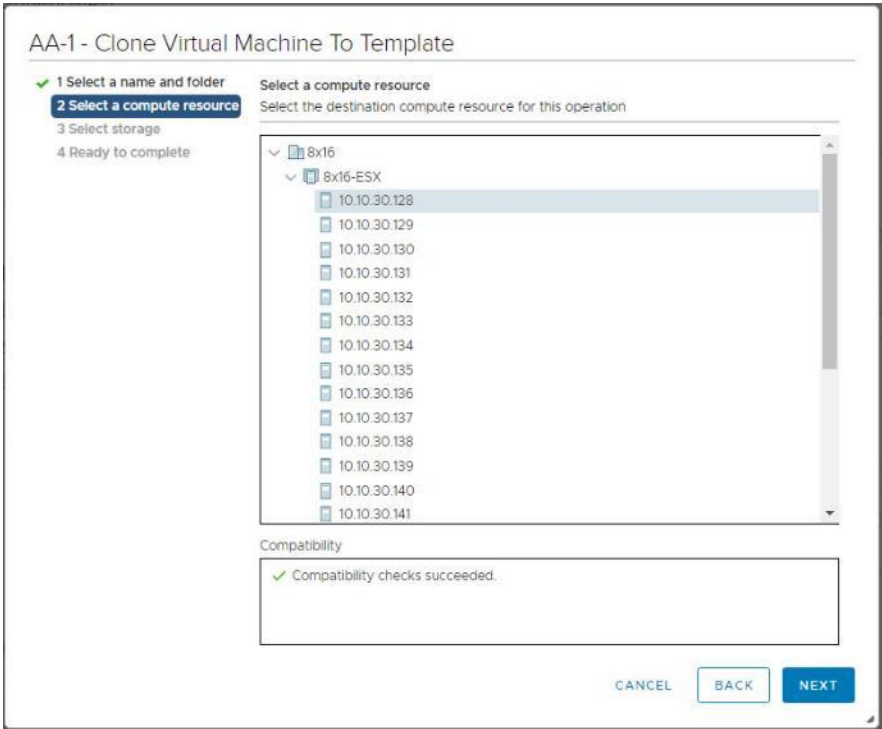 AA-1 - Clone Virtual Machine To Template
1 Select a name and folder
2 Select a compute resource
3 Select storage
4 Ready to complete
Select a compute resource
Select the destination compute resource for this operation
8x16
8x16-ESX
10.10.30.128
10.10.30.129
10.10.30.130
10.10.30.131
10.10.30.132
10.10.30.133
10.10.30.134
10.10.30.135
10.10.30.136
10.10.30.137
10.10.30.138
10.10.30.139
10.10.30.140
10.10.30.141
Compatibility
Compatibility checks succeeded.
CANCEL BACK NEXT